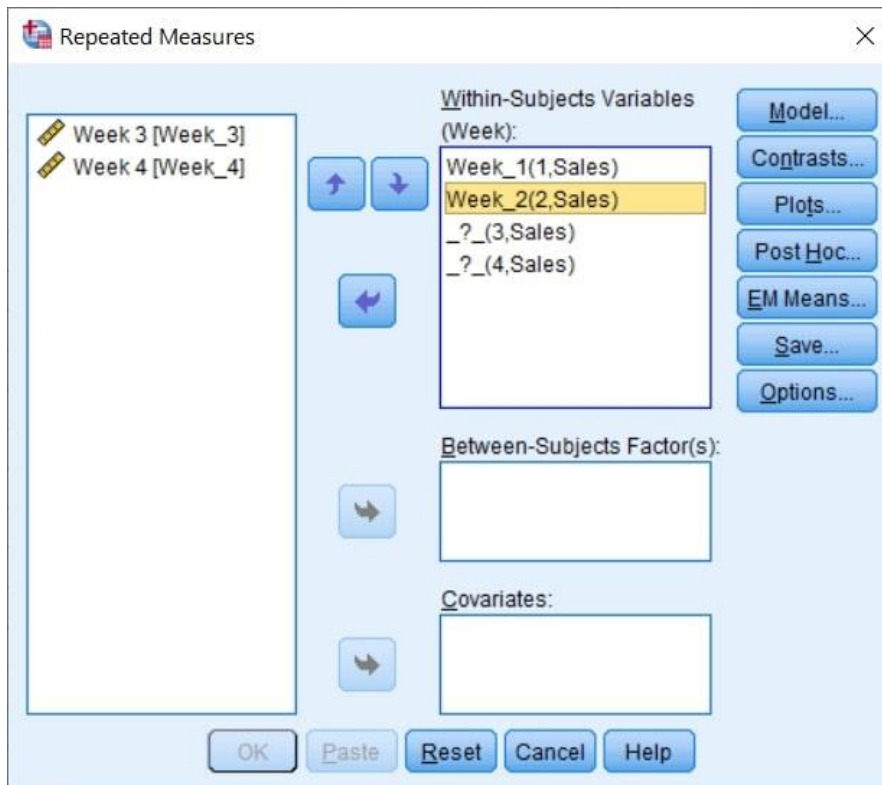 Repeated Measures
Week 3 [Week_3]
Week 4 [Week_4]
Within-Subjects Variables
(Week):
Week_1(1,Sales)
Week_2(2,Sales)
_?_(3,Sales)
_?_(4,Sales)
Between-Subjects Factor(s):
Covariates:
Model...
Contrasts...
Plots...
Post Hoc...
EM Means...
Save...
Options...
OK
Paste
Reset
Cancel
Help